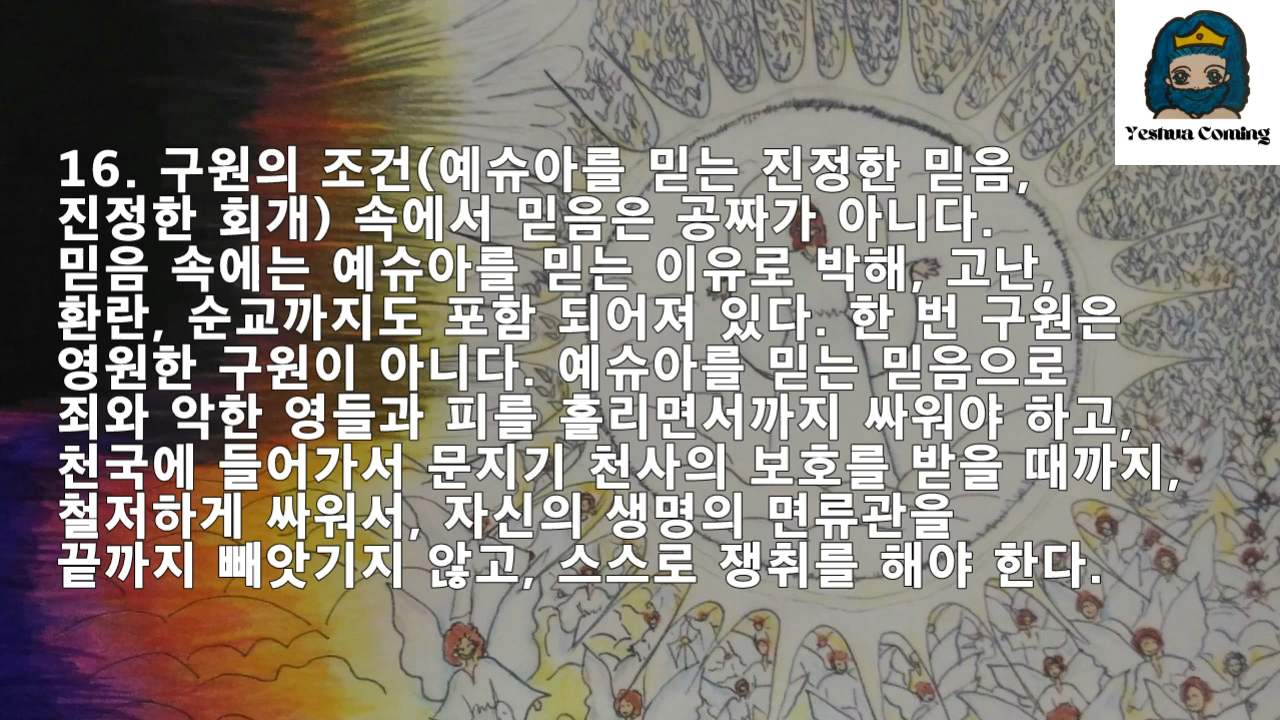 Yeshua Coming
16. 구원의 조건(예슈아를 믿는 진정한 믿음,
진정한 회개) 속에서 믿음은 공짜가 아니다.
믿음 속에는 예슈아를 믿는 이유로 박해, 고난,
환란, 순교까지도 포함 되어져 있다. 한 번 구원은
영원한 구원이 아니다. 예슈아를 믿는 믿음으로
죄와 악한 영들과 피를 흘리면서까지 싸워야 하고,
천국에 들어가서 문지기 천사의 보호를 받을 때까지,
철저하게 싸워서, 자신의 생명의 면류관을
끝까지 빼앗기지 않고, 스스로 쟁취를 해야 한다.